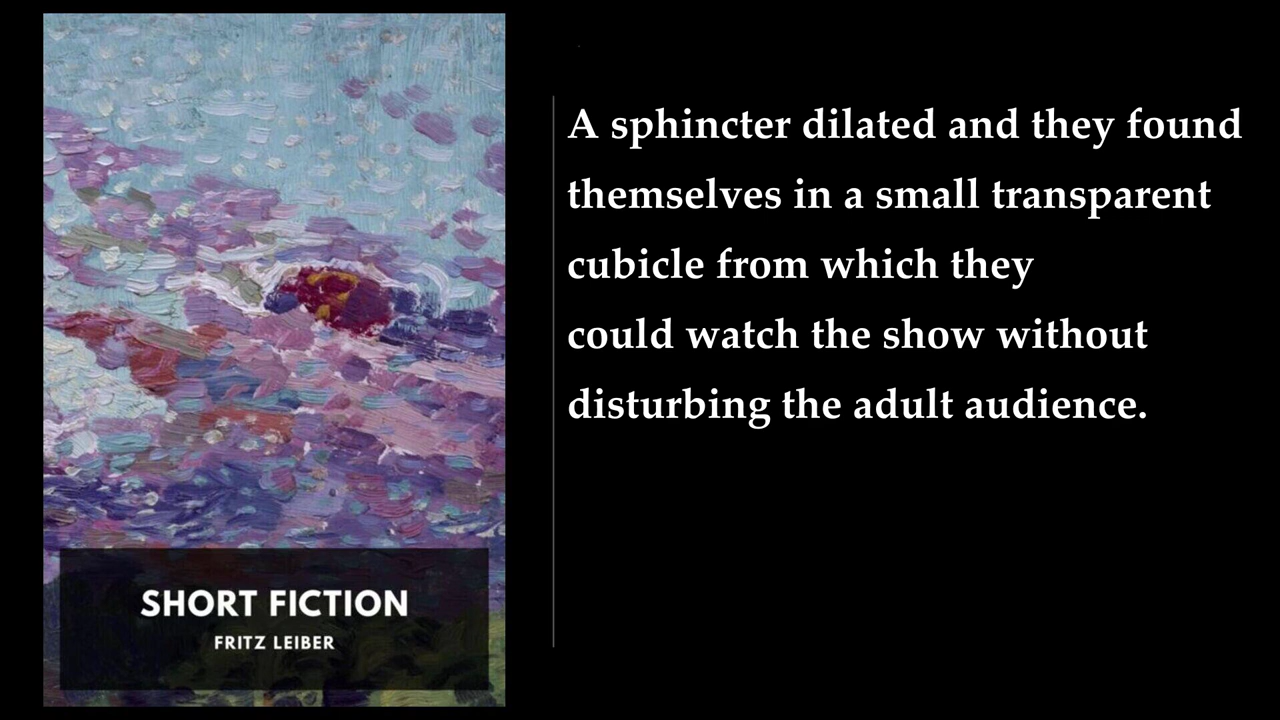 A sphincter dilated and they found
themselves in a small transparent
cubicle from which they
could watch the show without
disturbing the adult audience.
SHORT FICTION
FRITZ LEIBER